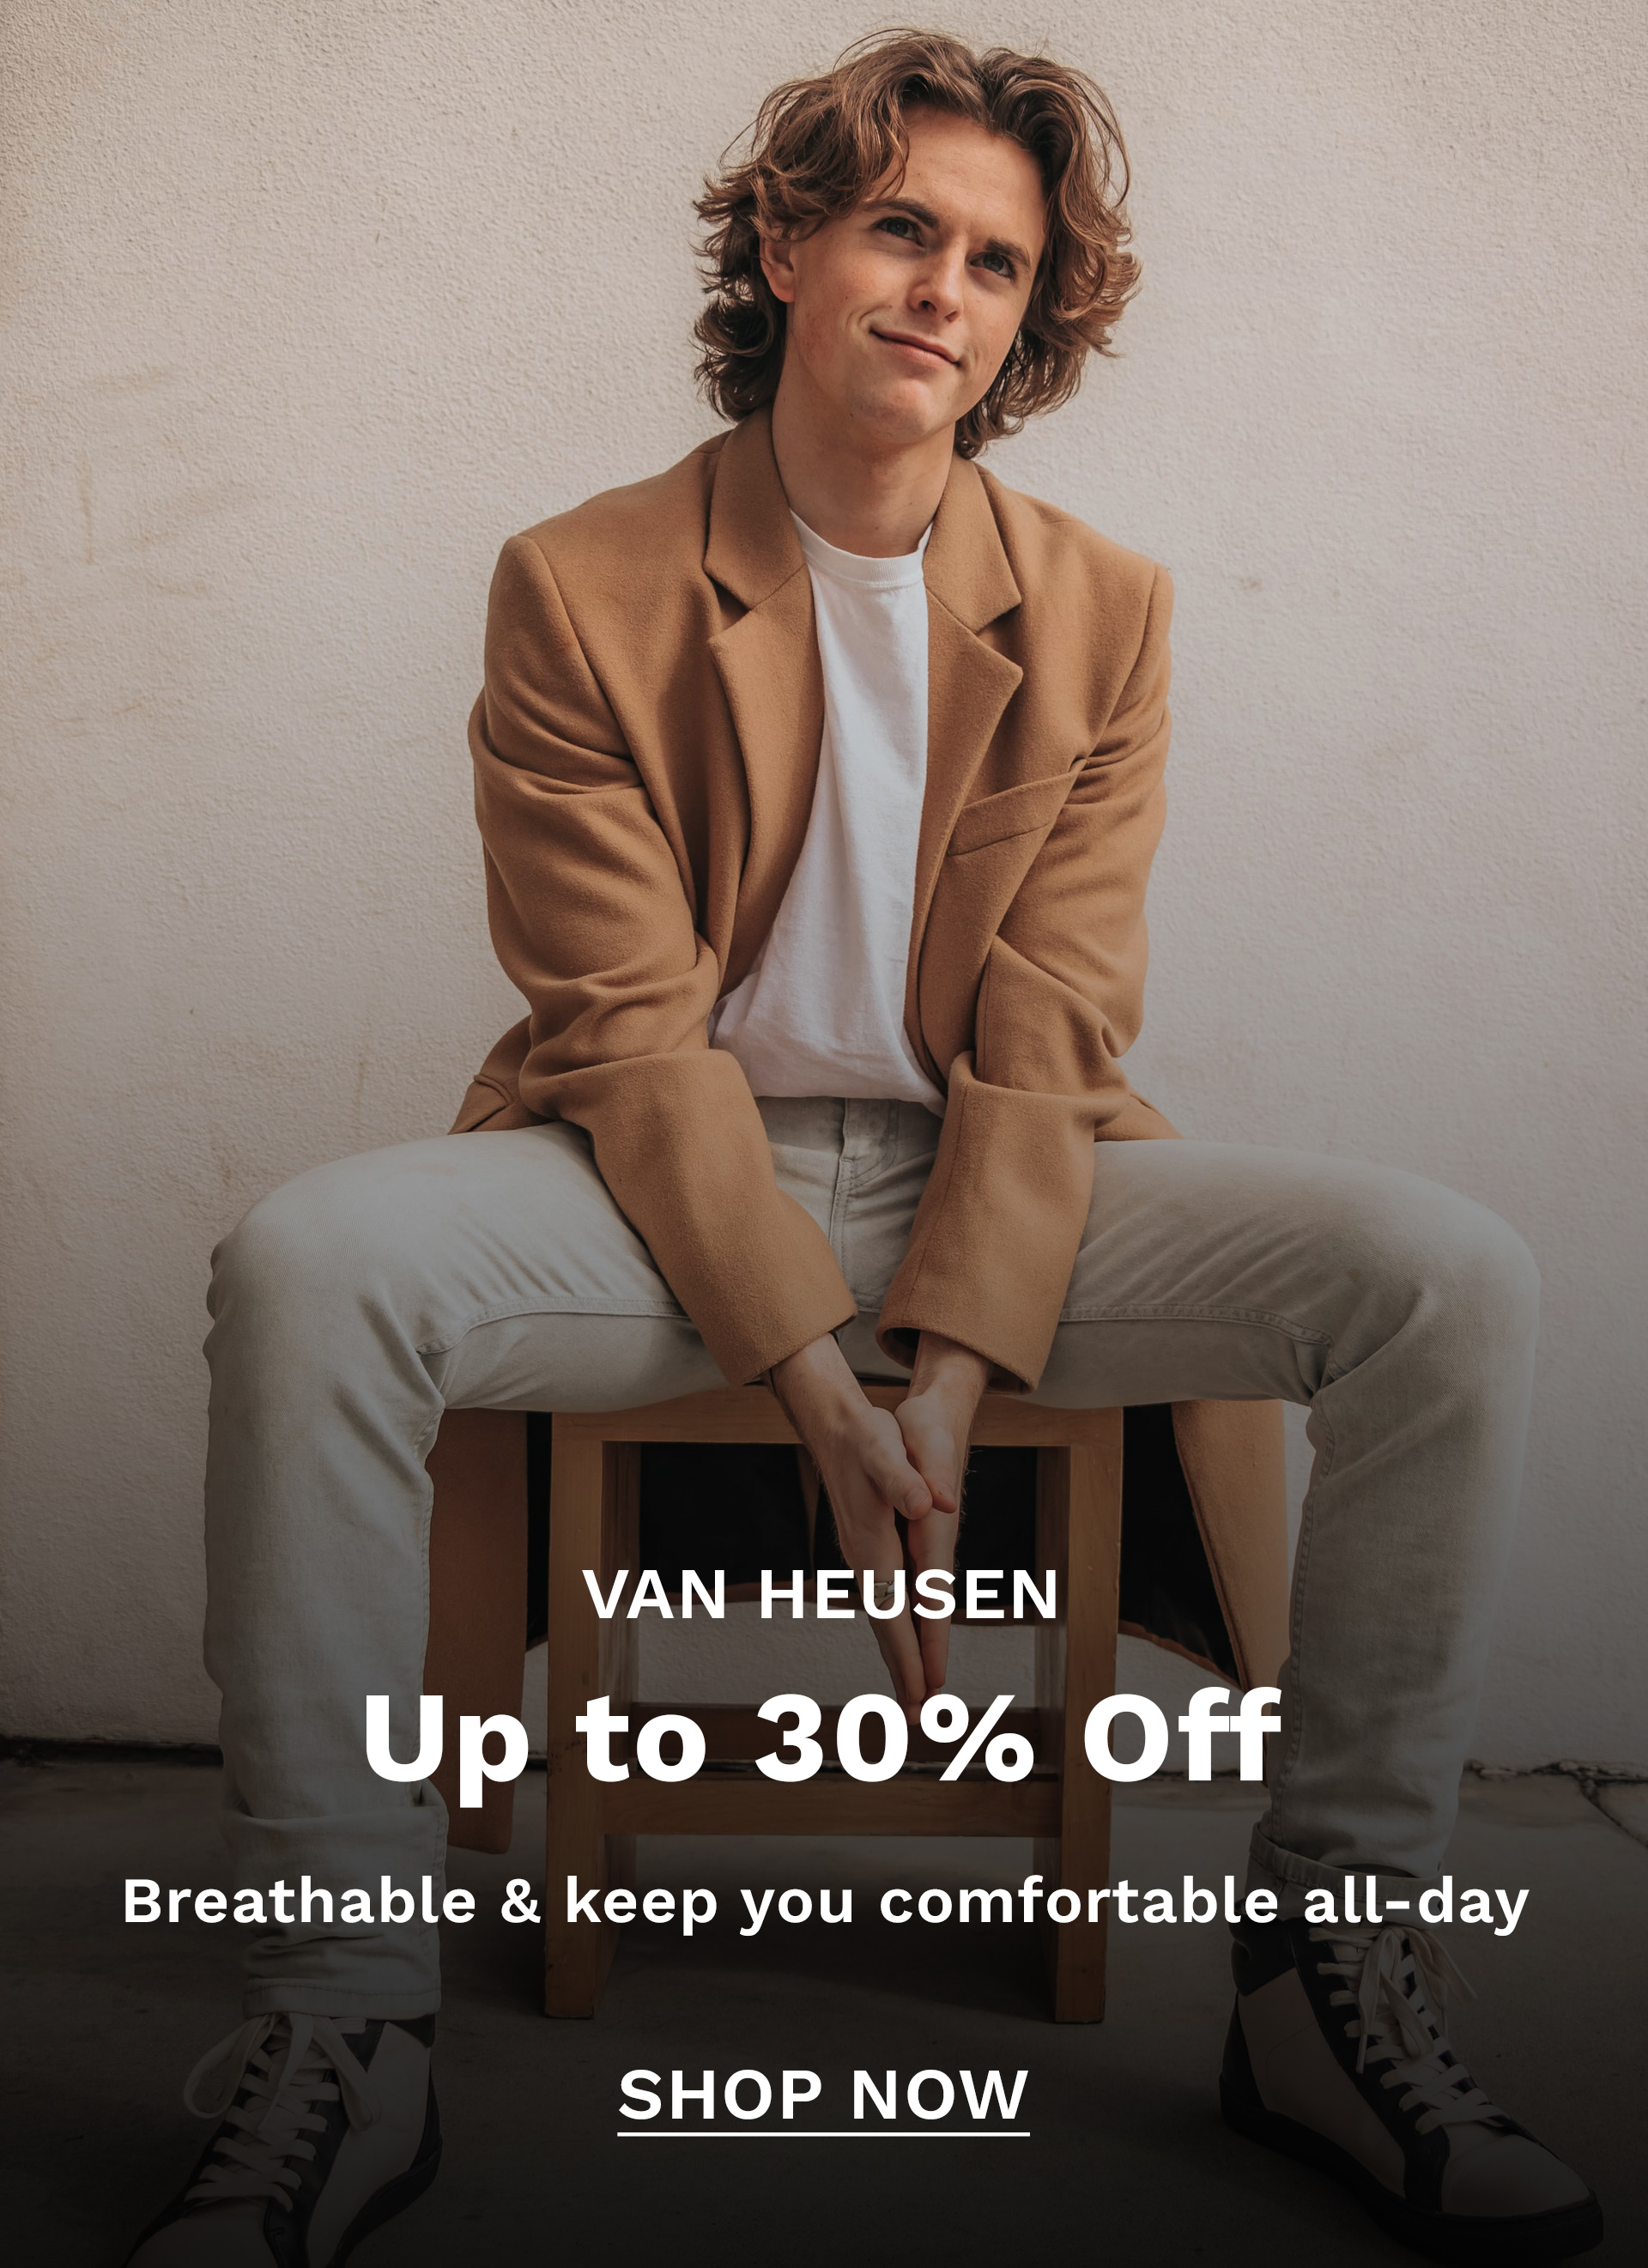 VAN HEUSEN
Up to 30% Off
Breathable & keep you comfortable all-day
SHOP NOW